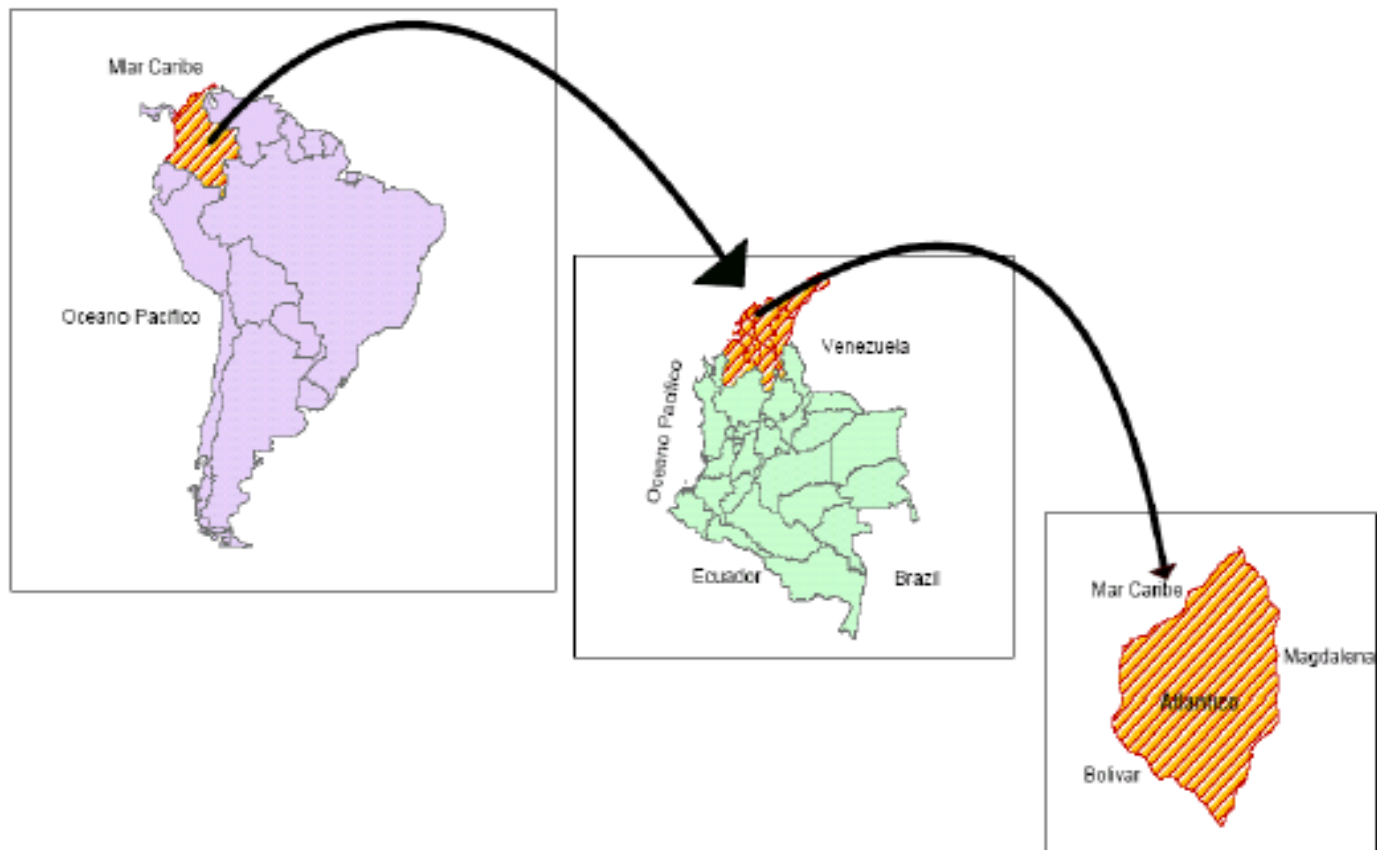 Mar Caribe
Oceano Pacifico
Venezuela
Oceano Pacifico
Ecuador
Brazil
Mar Caribe
Magdalena
Atlantico
Bolivar